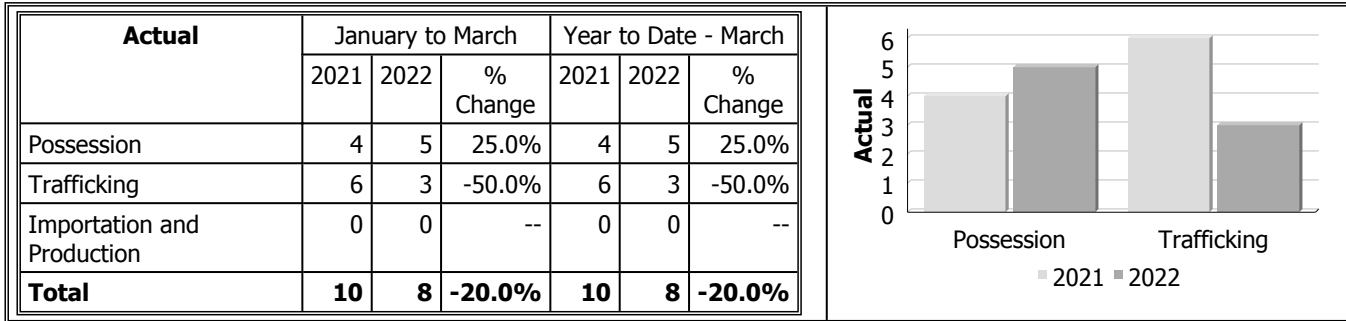 Actual January to March Year to Date - March
2021 2022 % Change 2021 2022 % Change
Possession 4 5 25.0% 4 5 25.0%
Trafficking 6 3 -50.0% 6 3 -50.0%
Importation and Production 0 0 -- 0 0 --
Total 10 8 -20.0% 10 8 -20.0%
Actual
6
5
4
3
2
1
0
Possession Trafficking
2021 2022